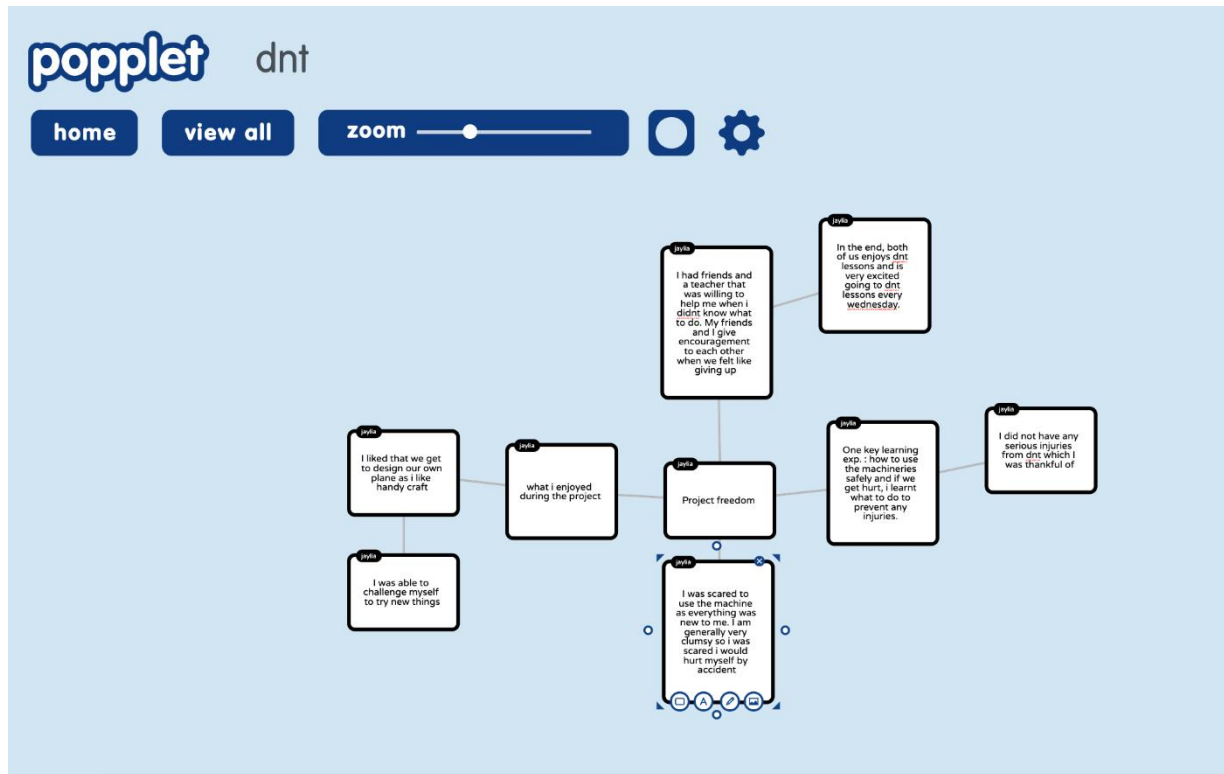 popplet dnt
home view all zoom
jaylia
In the end, both
of us enjoys dnt
lessons and is
very excited
going to dnt
lessons every
wednesday.
jaylia
I had friends and
a teacher that
was willing to
help me when i
didnt know what
to do. My friends
and I give
encouragement
to each other
when we felt like
giving up
jaylia
I did not have any
serious injuries
from dnt which I
was thankful of
jaylia
One key learning
exp. : how to use
the machineries
safely and if we
get hurt, i learnt
what to do to
prevent any
injuries.
jaylia
I liked that we get
to design our own
plane as i like
handy craft
jaylia
what i enjoyed
during the project
jaylia
Project freedom
jaylia
I was able to
challenge myself
to try new things
jaylia
I was scared to
use the machine
as everything was
new to me. I am
generally very
clumsy so i was
scared i would
hurt myself by
accident
A